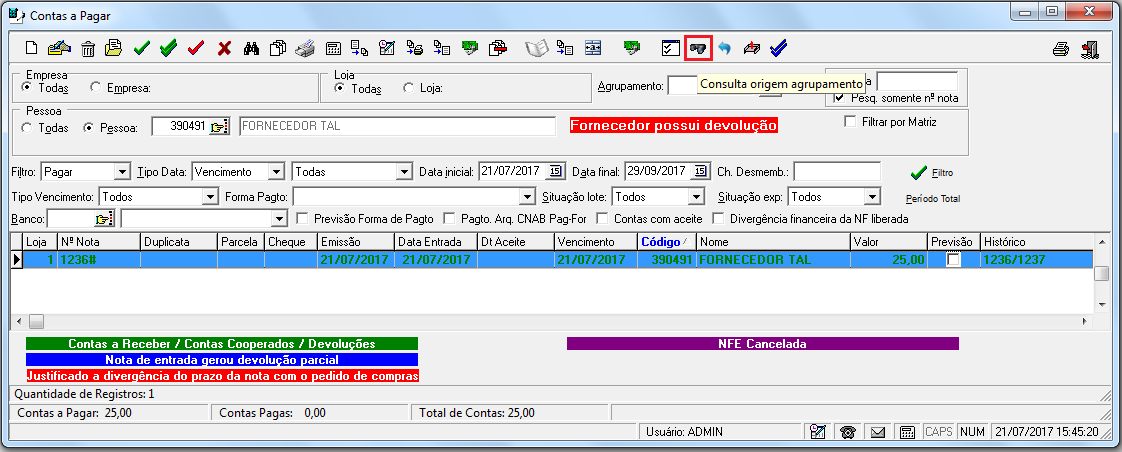 Contas a Pagar
Consulta origem agrupamento
Empresa
Todas Empresa:
Loja
Todas Loja:
Agrupamento:
Pesq. somente nº nota
Pessoa
Todas Pessoa: 390491 FORNECEDOR TAL
Fornecedor possui devolução
Filtrar por Matriz
Filtro: Pagar Tipo Data: Vencimento Todas Data inicial: 21/07/2017 15 Data final: 29/09/2017 15 Ch. Desmemb.: Filtro
Tipo Vencimento: Todos Forma Pagto: Situação lote: Todos Situação exp: Todos Período Total
Banco: Previsão Forma de Pagto Pagto. Arq. CNAB Pag-For Contas com aceite Divergência financeira da NF liberada
Loja Nº Nota Duplicata Parcela Cheque Emissão Data Entrada Dt Aceite Vencimento Código Nome Valor Previsão Histórico
1 1236# 21/07/2017 21/07/2017 21/07/2017 390491 FORNECEDOR TAL 25,00 1236/1237
Contas a Receber / Contas Cooperados / Devoluções NFE Cancelada
Nota de entrada gerou devolução parcial
Justificado a divergência do prazo da nota com o pedido de compras
Quantidade de Registros: 1
Contas a Pagar: 25,00 Contas Pagas: 0,00 Total de Contas: 25,00
Usuário: ADMIN CAPS NUM 21/07/2017 15:45:20